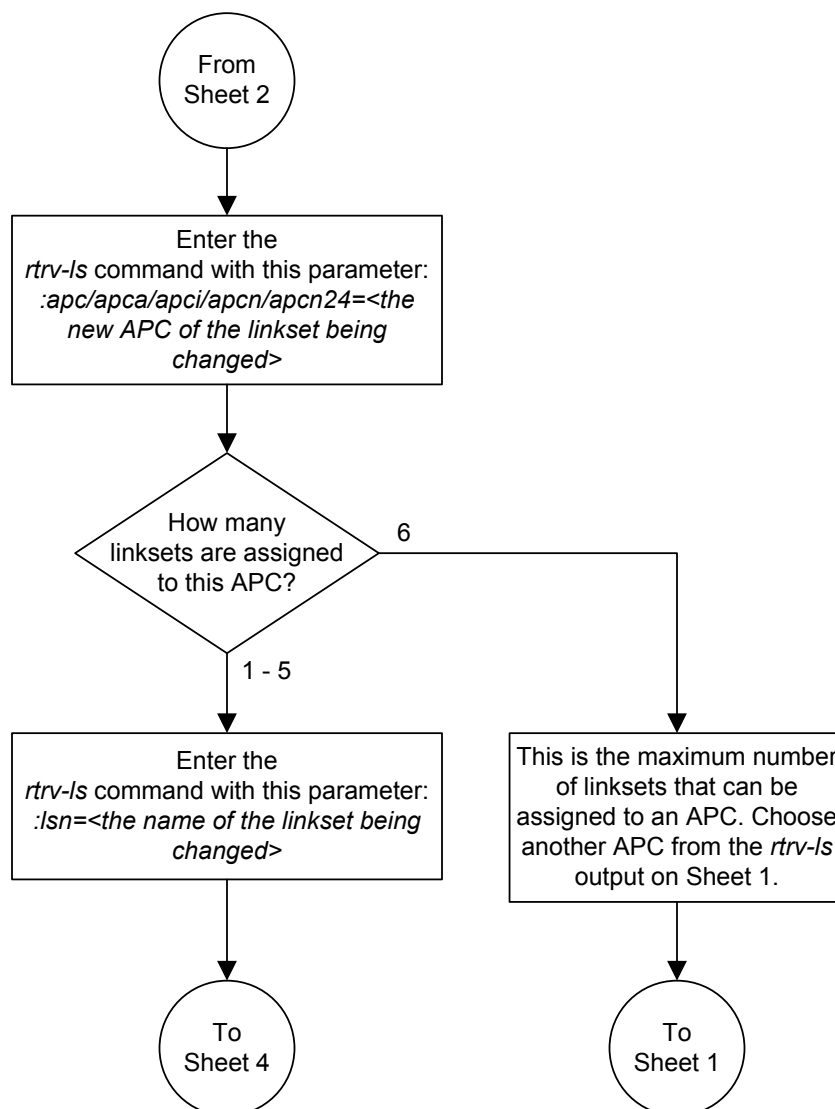 From
Sheet 2
Enter the
rtrv-ls command with this parameter:
:apc/apca/apci/apcn/apcn24=<the
new APC of the linkset being
changed>
How many
linksets are assigned
to this APC?
6
1 - 5
Enter the
rtrv-ls command with this parameter:
:lsn=<the name of the linkset being
changed>
This is the maximum number
of linksets that can be
assigned to an APC. Choose
another APC from the rtrv-ls
output on Sheet 1.
To
Sheet 4
To
Sheet 1